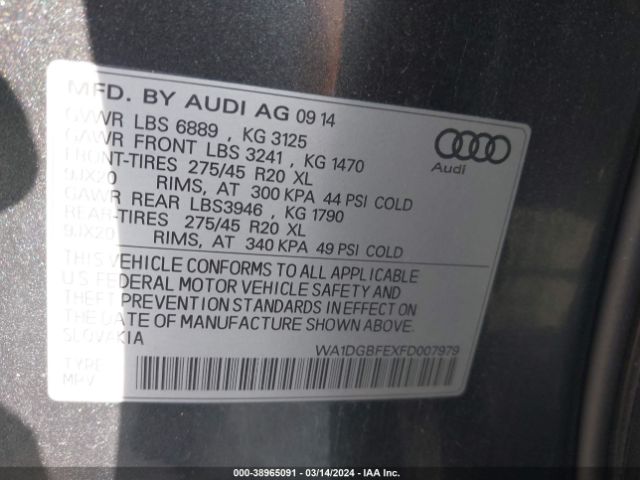 MFD. BY AUDI AG 09 14
GVWR LBS 6889 , KG 3125
GAWR FRONT LBS 3241 , KG 1470
FRONT-TIRES 275/45 R20 XL
9JX20 RIMS, AT 300 KPA 44 PSI COLD
GAWR REAR LBS3946 , KG 1790
REAR-TIRES 275/45 R20 XL
9JX20 RIMS, AT 340 KPA 49 PSI COLD
Audi
THIS VEHICLE CONFORMS TO ALL APPLICABLE
U.S FEDERAL MOTOR VEHICLE SAFETY AND
THEFT PREVENTION STANDARDS IN EFFECT ON
THE DATE OF MANUFACTURE SHOWN ABOVE.
SLOVAKIA
WA1DGBFEXFD007979
TYPE
MPV
000-38965091 - 03/14/2024 - IAA Inc.